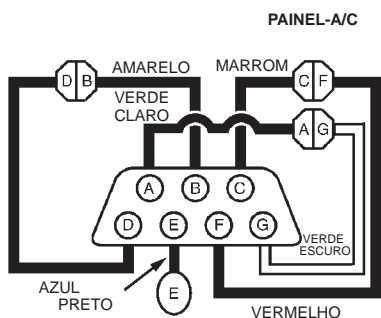 PAINEL-A/C
AMARELO
MARROM
D B
C F
VERDE
CLARO
A G
A B C
D E F G
VERDE
ESCURO
AZUL
PRETO
E
VERMELHO